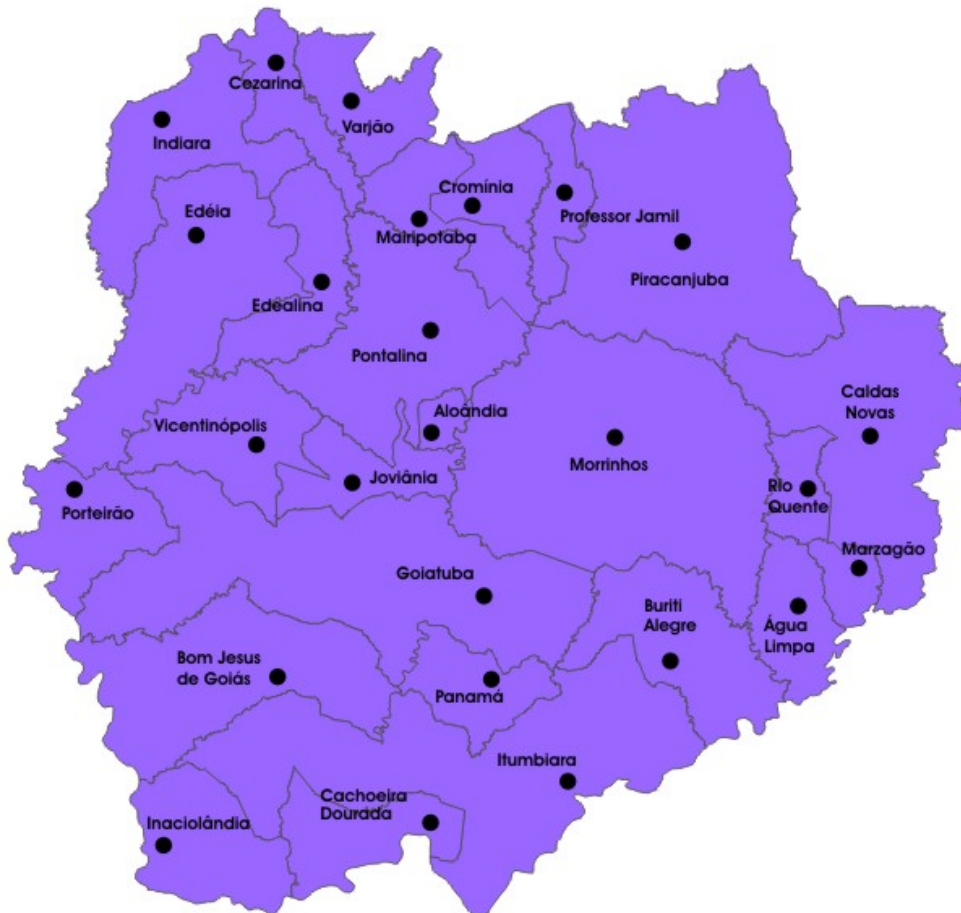 Cezarina
Varjão
Indiara
Cromínia
Edéia
Professor Jamil
Mairipotaba
Piracanjuba
Edealina
Pontalina
Caldas
Novas
Aloândia
Vicentinópolis
Morrinhos
Joviânia
Rio
Quente
Porteirão
Marzagão
Goiatuba
Buriti
Alegre
Água
Limpa
Bom Jesus
de Goiás
Panamá
Itumbiara
Cachoeira
Dourada
Inaciolândia